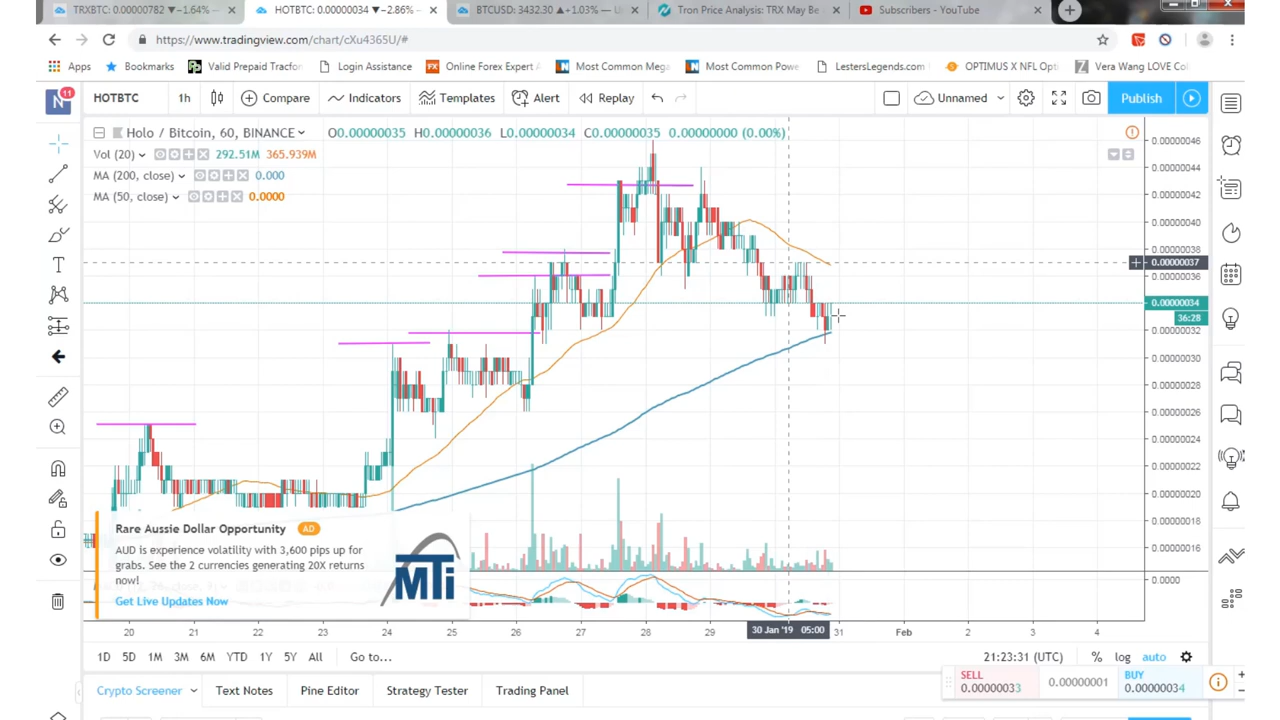 TRXBTC: 0.00000782 ▼−1.64% — × HOTBTC: 0.00000034 ▼−2.86% — × BTCUSD: 3432.30 ▲+1.03% — × Tron Price Analysis: TRX May Be × Subscribers - YouTube ×
https://www.tradingview.com/chart/cXu4365U/#
Apps Bookmarks Valid Prepaid Tracfon Login Assistance FX Online Forex Expert A Most Common Mega Most Common Powe LestersLegends.com OPTIMUS X NFL Opti Vera Wang LOVE Col
N 11 HOTBTC 1h Compare Indicators Templates Alert Replay Unnamed Publish
Holo / Bitcoin, 60, BINANCE O0.00000035 H0.00000036 L0.00000034 C0.00000035 0.00000000 (0.00%)
Vol (20) 292.51M 365.939M
MA (200, close) 0.000
MA (50, close) 0.0000
0.00000046
0.00000044
0.00000042
0.00000040
0.00000038
0.00000037
0.00000036
0.00000034
36:28
0.00000032
0.00000030
0.00000028
0.00000026
0.00000024
0.00000022
0.00000020
0.00000018
0.00000016
0.0000
Rare Aussie Dollar Opportunity AD
AUD is experience volatility with 3,600 pips up for
grabs. See the 2 currencies generating 20X returns
now!
Get Live Updates Now
MTi
20 21 22 23 24 25 26 27 28 29 30 Jan '19 05:00 31 Feb 2 3 4
1D 5D 1M 3M 6M YTD 1Y 5Y All Go to... 21:23:31 (UTC) % log auto
SELL 0.00000033 0.00000001 BUY 0.00000034
Crypto Screener Text Notes Pine Editor Strategy Tester Trading Panel